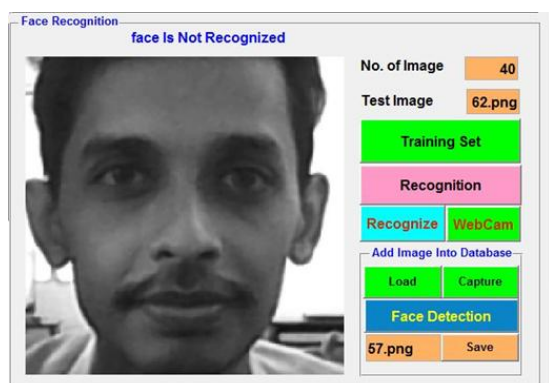 Face Recognition
face Is Not Recognized
No. of Image 40
Test Image 62.png
Training Set
Recognition
Recognize WebCam
Add Image Into Database
Load Capture
Face Detection
57.png Save